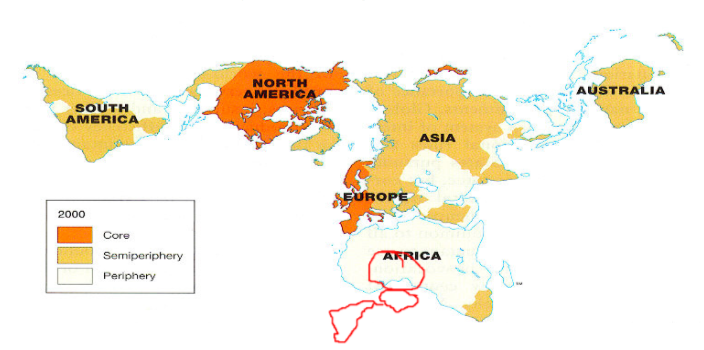 NORTH
AMERICA
SOUTH
AMERICA
AUSTRALIA
ASIA
EUROPE
AFRICA
2000
Core
Semiperiphery
Periphery